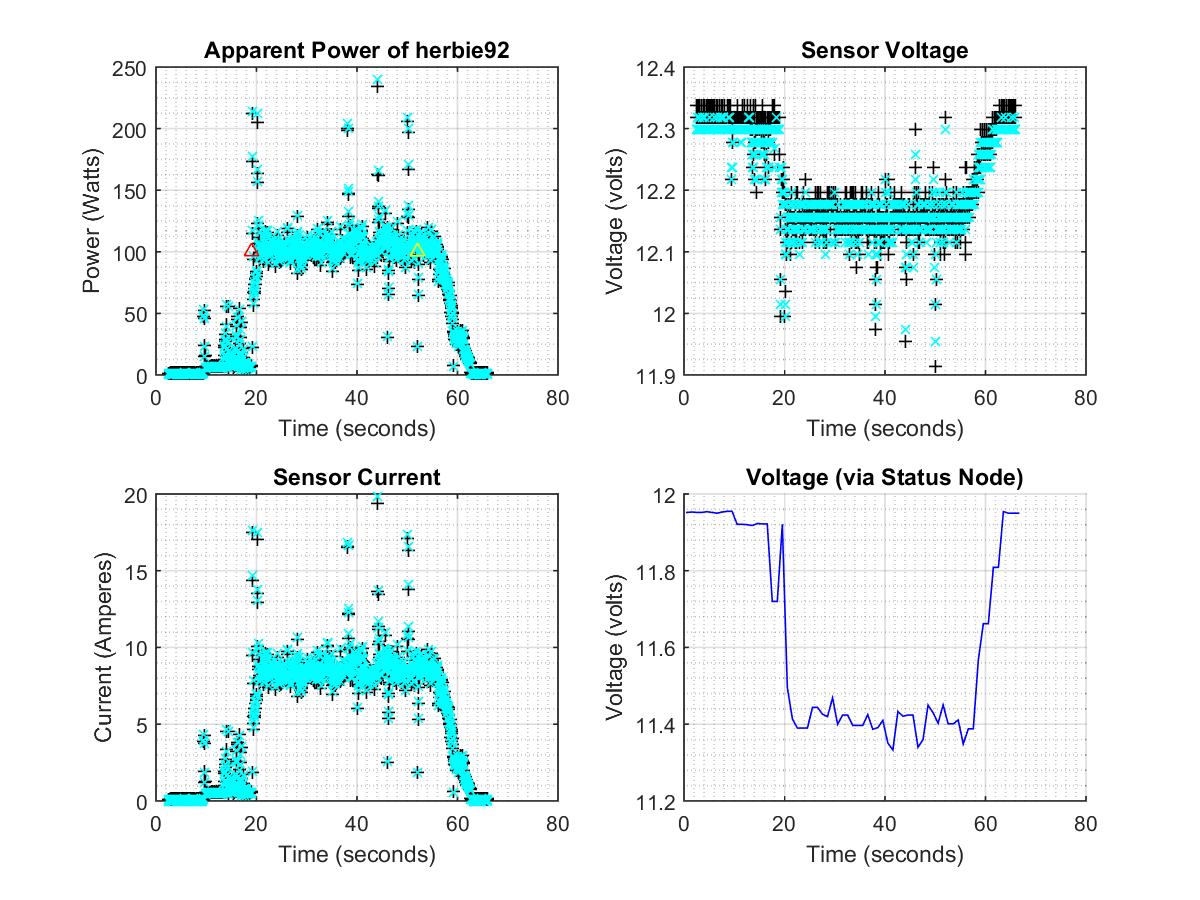 Apparent Power of herbie92
250
200
150
100
50
0
0 20 40 60 80
Power (Watts)
Time (seconds)
Sensor Voltage
12.4
12.3
12.2
12.1
12
11.9
0 20 40 60 80
Voltage (volts)
Time (seconds)
Sensor Current
20
15
10
5
0
0 20 40 60 80
Current (Amperes)
Time (seconds)
Voltage (via Status Node)
12
11.8
11.6
11.4
11.2
0 20 40 60 80
Voltage (volts)
Time (seconds)